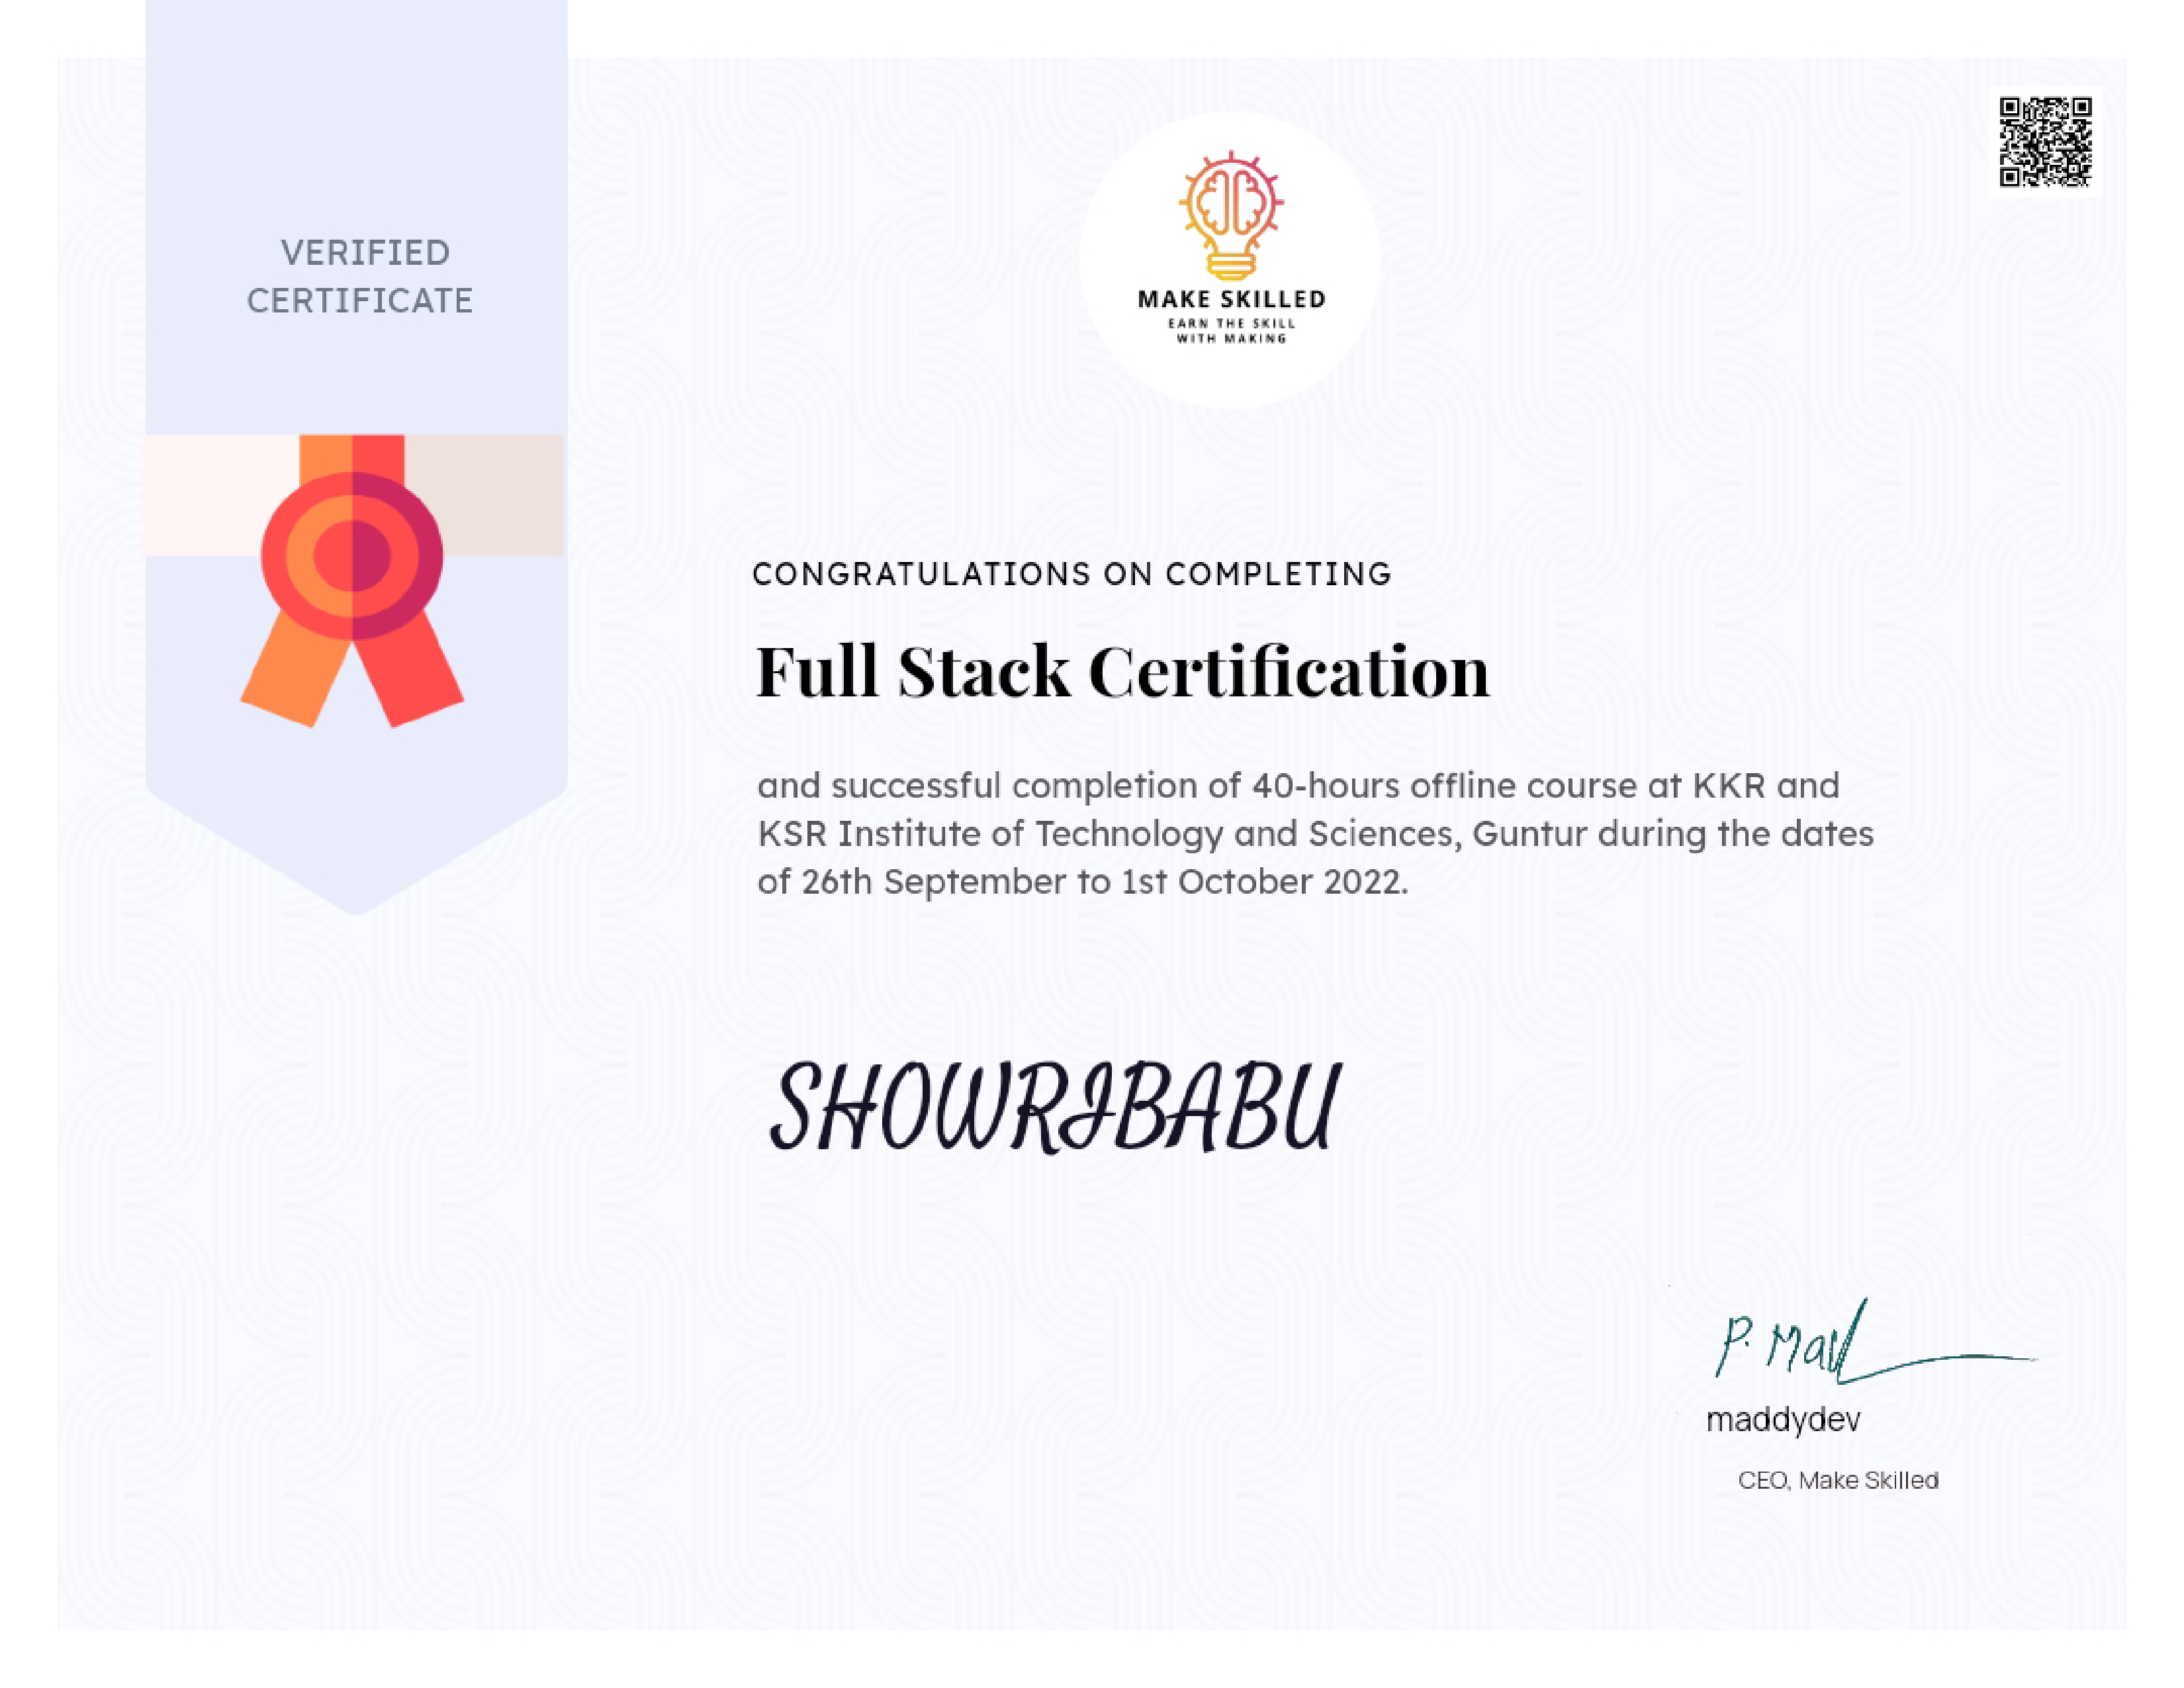 VERIFIED
CERTIFICATE
MAKE SKILLED
EARN THE SKILL
WITH MAKING
CONGRATULATIONS ON COMPLETING
Full Stack Certification
and successful completion of 40-hours offline course at KKR and
KSR Institute of Technology and Sciences, Guntur during the dates
of 26th September to 1st October 2022.
SHOWRIBABU
maddydev
CEO, Make Skilled